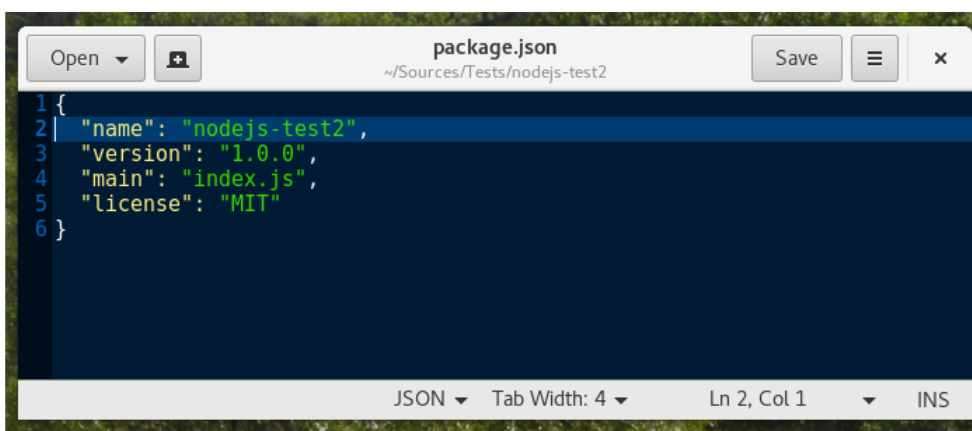 Open
package.json
~/Sources/Tests/nodejs-test2
Save
1 {
2   "name": "nodejs-test2",
3   "version": "1.0.0",
4   "main": "index.js",
5   "license": "MIT"
6 }
JSON Tab Width: 4 Ln 2, Col 1 INS